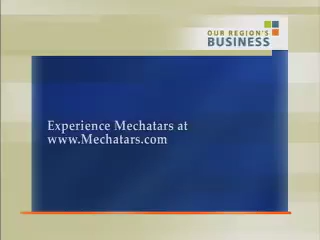 OUR REGION'S
BUSINESS
Experience Mechatars at
www.Mechatars.com